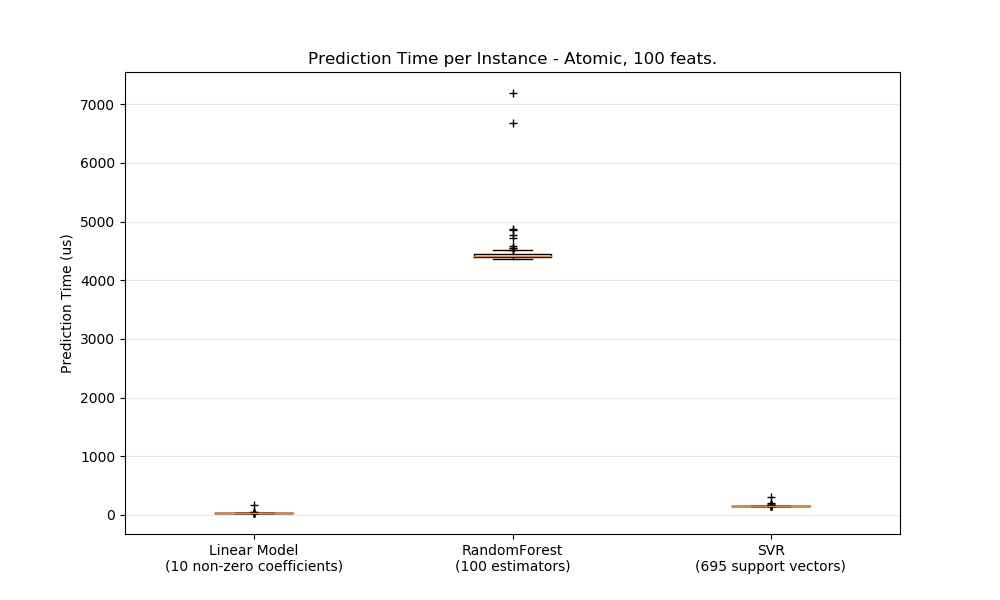 Prediction Time per Instance - Atomic, 100 feats.
7000
6000
5000
4000
3000
2000
1000
0
Prediction Time (us)
Linear Model
(10 non-zero coefficients)
RandomForest
(100 estimators)
SVR
(695 support vectors)